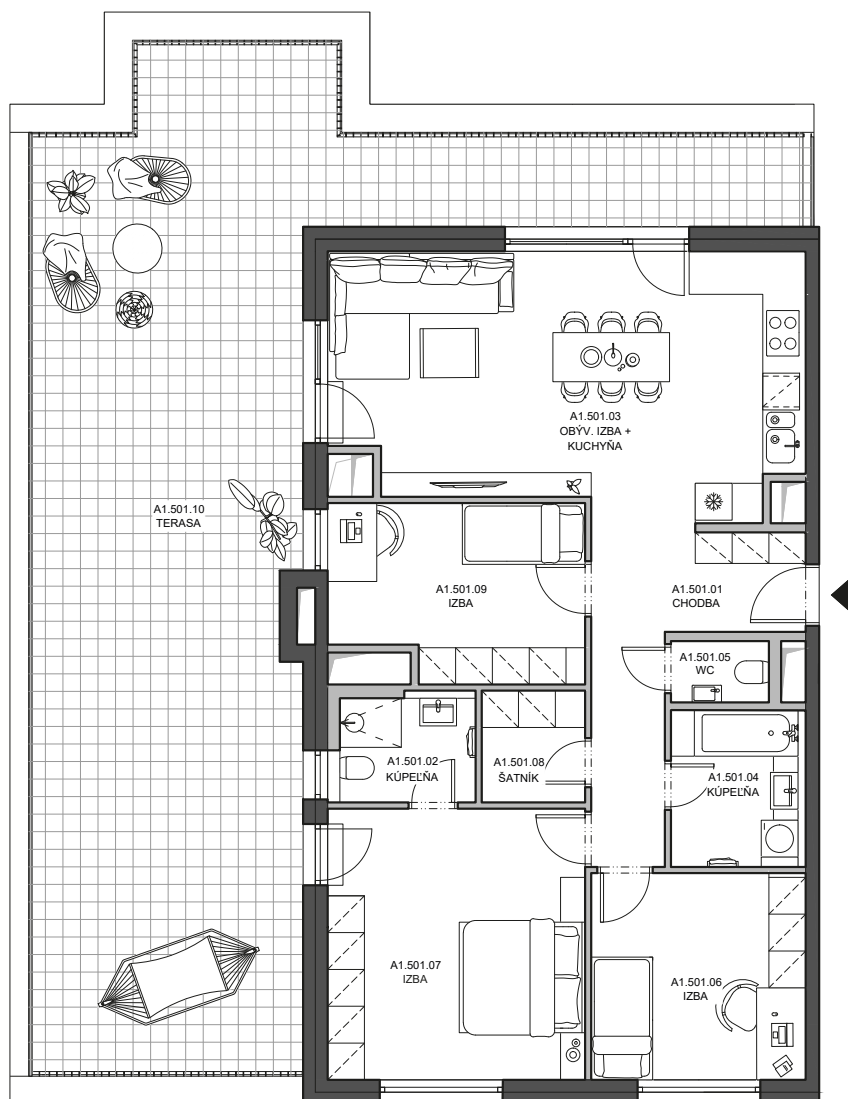 A1.501.03
OBÝV. IZBA +
KUCHYŇA
A1.501.10
TERASA
A1.501.09
IZBA
A1.501.01
CHODBA
A1.501.05
WC
A1.501.02
KÚPEĽŇA
A1.501.08
ŠATNÍK
A1.501.04
KÚPEĽŇA
A1.501.07
IZBA
A1.501.06
IZBA